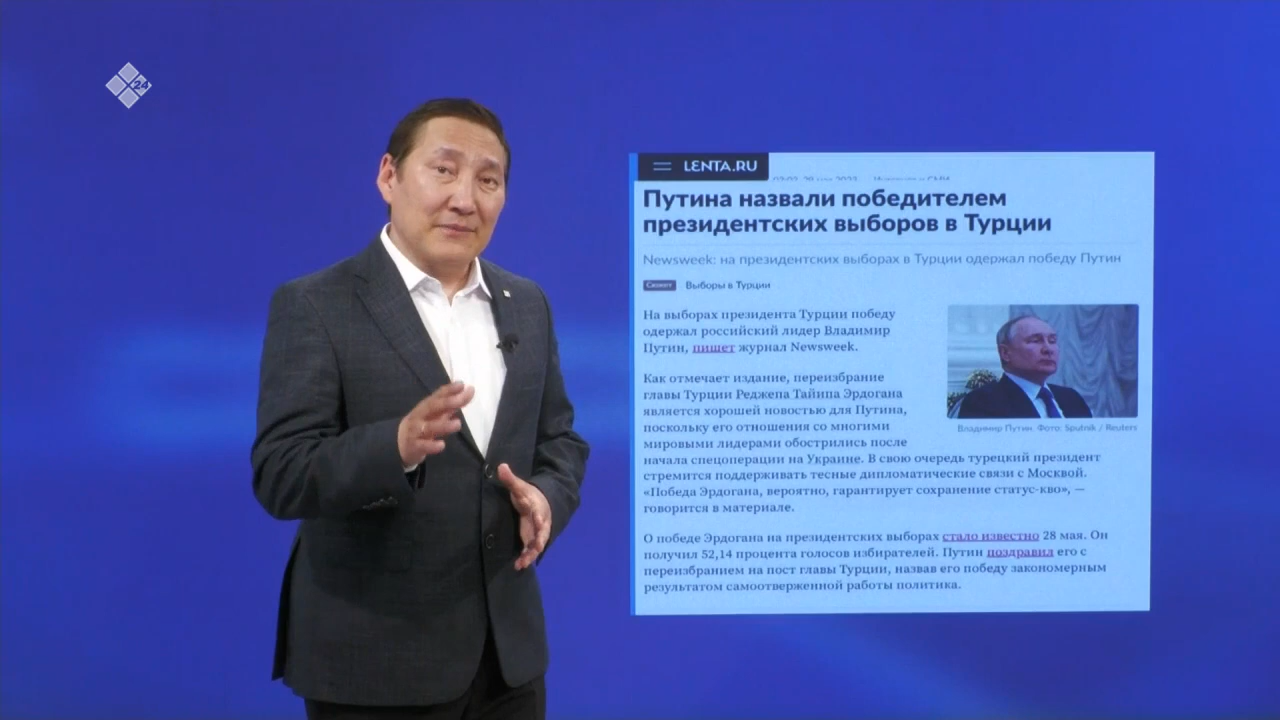 X24
LENTA.RU
Путина назвали победителем
президентских выборов в Турции
Newsweek: на президентских выборах в Турции одержал победу Путин
Сюжет Выборы в Турции
На выборах президента Турции победу
одержал российский лидер Владимир
Путин, пишет журнал Newsweek.
Как отмечает издание, переизбрание
главы Турции Реджепа Тайипа Эрдогана
является хорошей новостью для Путина,
поскольку его отношения со многими
мировыми лидерами обострились после
начала спецоперации на Украине. В свою очередь турецкий президент
стремится поддерживать тесные дипломатические связи с Москвой.
«Победа Эрдогана, вероятно, гарантирует сохранение статус-кво», —
говорится в материале.
Владимир Путин. Фото: Sputnik / Reuters
О победе Эрдогана на президентских выборах стало известно 28 мая. Он
получил 52,14 процента голосов избирателей. Путин поздравил его с
переизбранием на пост главы Турции, назвав его победу закономерным
результатом самоотверженной работы политика.